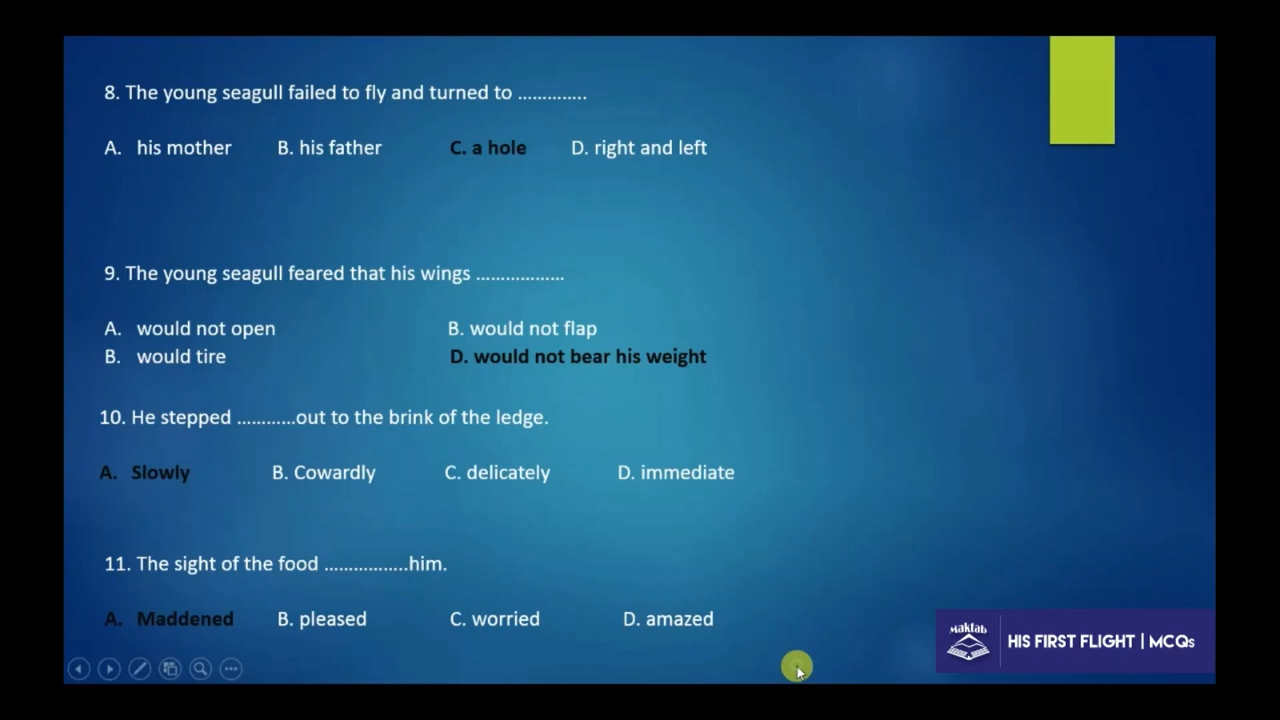 8. The young seagull failed to fly and turned to ..............
A. his mother B. his father C. a hole D. right and left
9. The young seagull feared that his wings ..................
A. would not open B. would not flap
B. would tire D. would not bear his weight
10. He stepped ............out to the brink of the ledge.
A. Slowly B. Cowardly C. delicately D. immediate
11. The sight of the food .................him.
A. Maddened B. pleased C. worried D. amazed
Maktab
HIS FIRST FLIGHT | MCQs